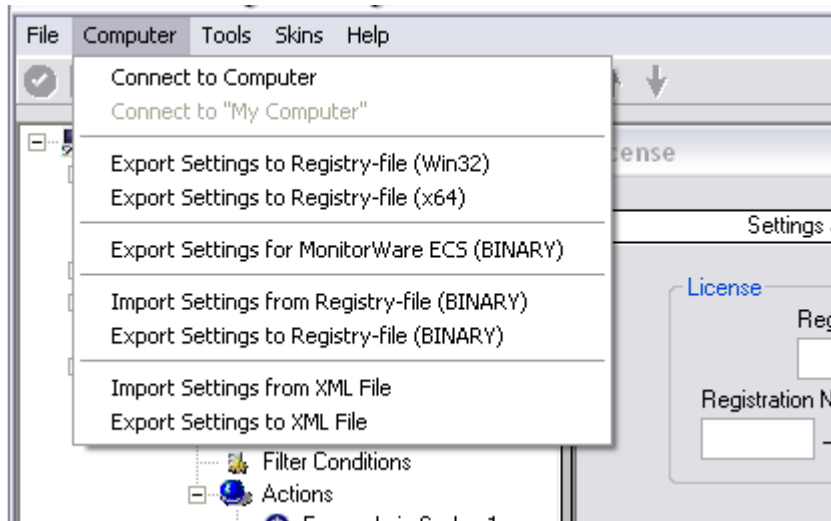 File Computer Tools Skins Help
Connect to Computer
Connect to "My Computer"
Export Settings to Registry-file (Win32)
Export Settings to Registry-file (x64)
Export Settings for MonitorWare ECS (BINARY)
Import Settings from Registry-file (BINARY)
Export Settings to Registry-file (BINARY)
Import Settings from XML File
Export Settings to XML File
Filter Conditions
Actions
Settings
License
Registration N